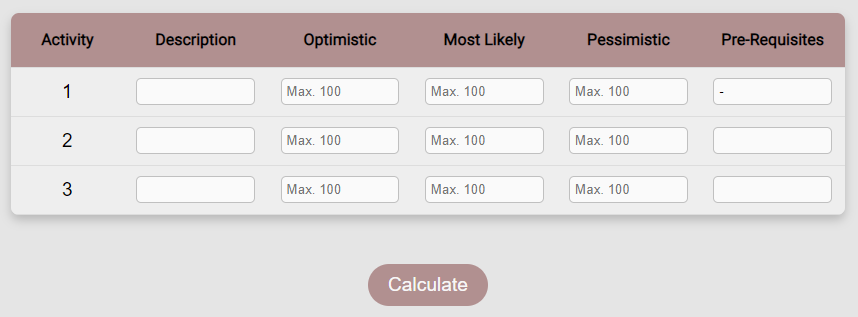 Activity Description Optimistic Most Likely Pessimistic Pre-Requisites
1 Max. 100 Max. 100 Max. 100 -
2 Max. 100 Max. 100 Max. 100
3 Max. 100 Max. 100 Max. 100
Calculate